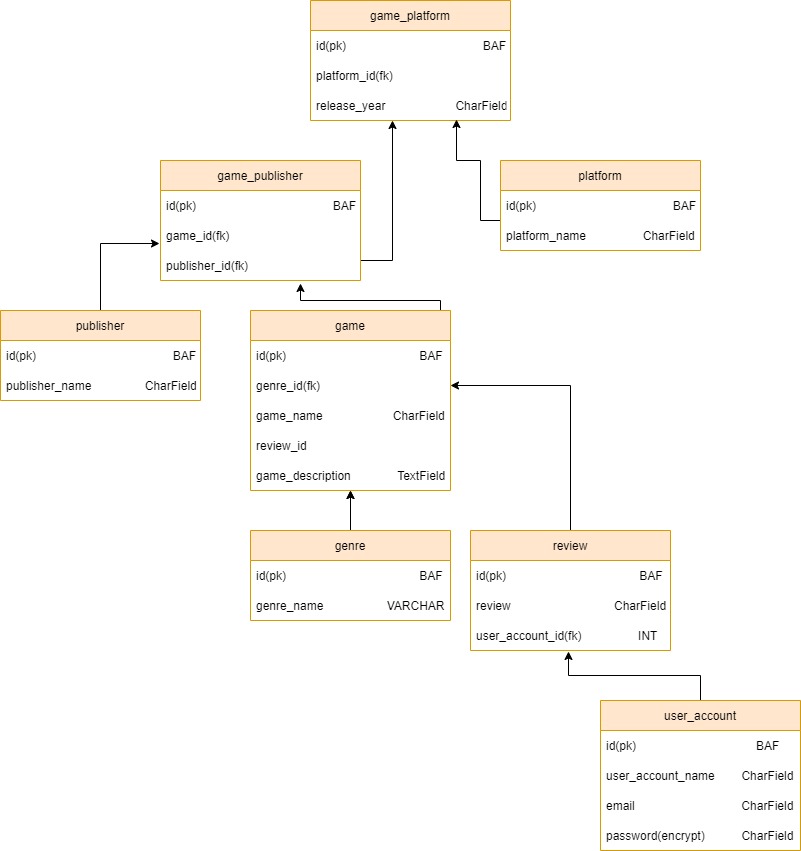 game_platform
id(pk) BAF
platform_id(fk)
release_year CharField
game_publisher
id(pk) BAF
game_id(fk)
publisher_id(fk)
platform
id(pk) BAF
platform_name CharField
publisher
id(pk) BAF
publisher_name CharField
game
id(pk) BAF
genre_id(fk)
game_name CharField
review_id
game_description TextField
genre
id(pk) BAF
genre_name VARCHAR
review
id(pk) BAF
review CharField
user_account_id(fk) INT
user_account
id(pk) BAF
user_account_name CharField
email CharField
password(encrypt) CharField